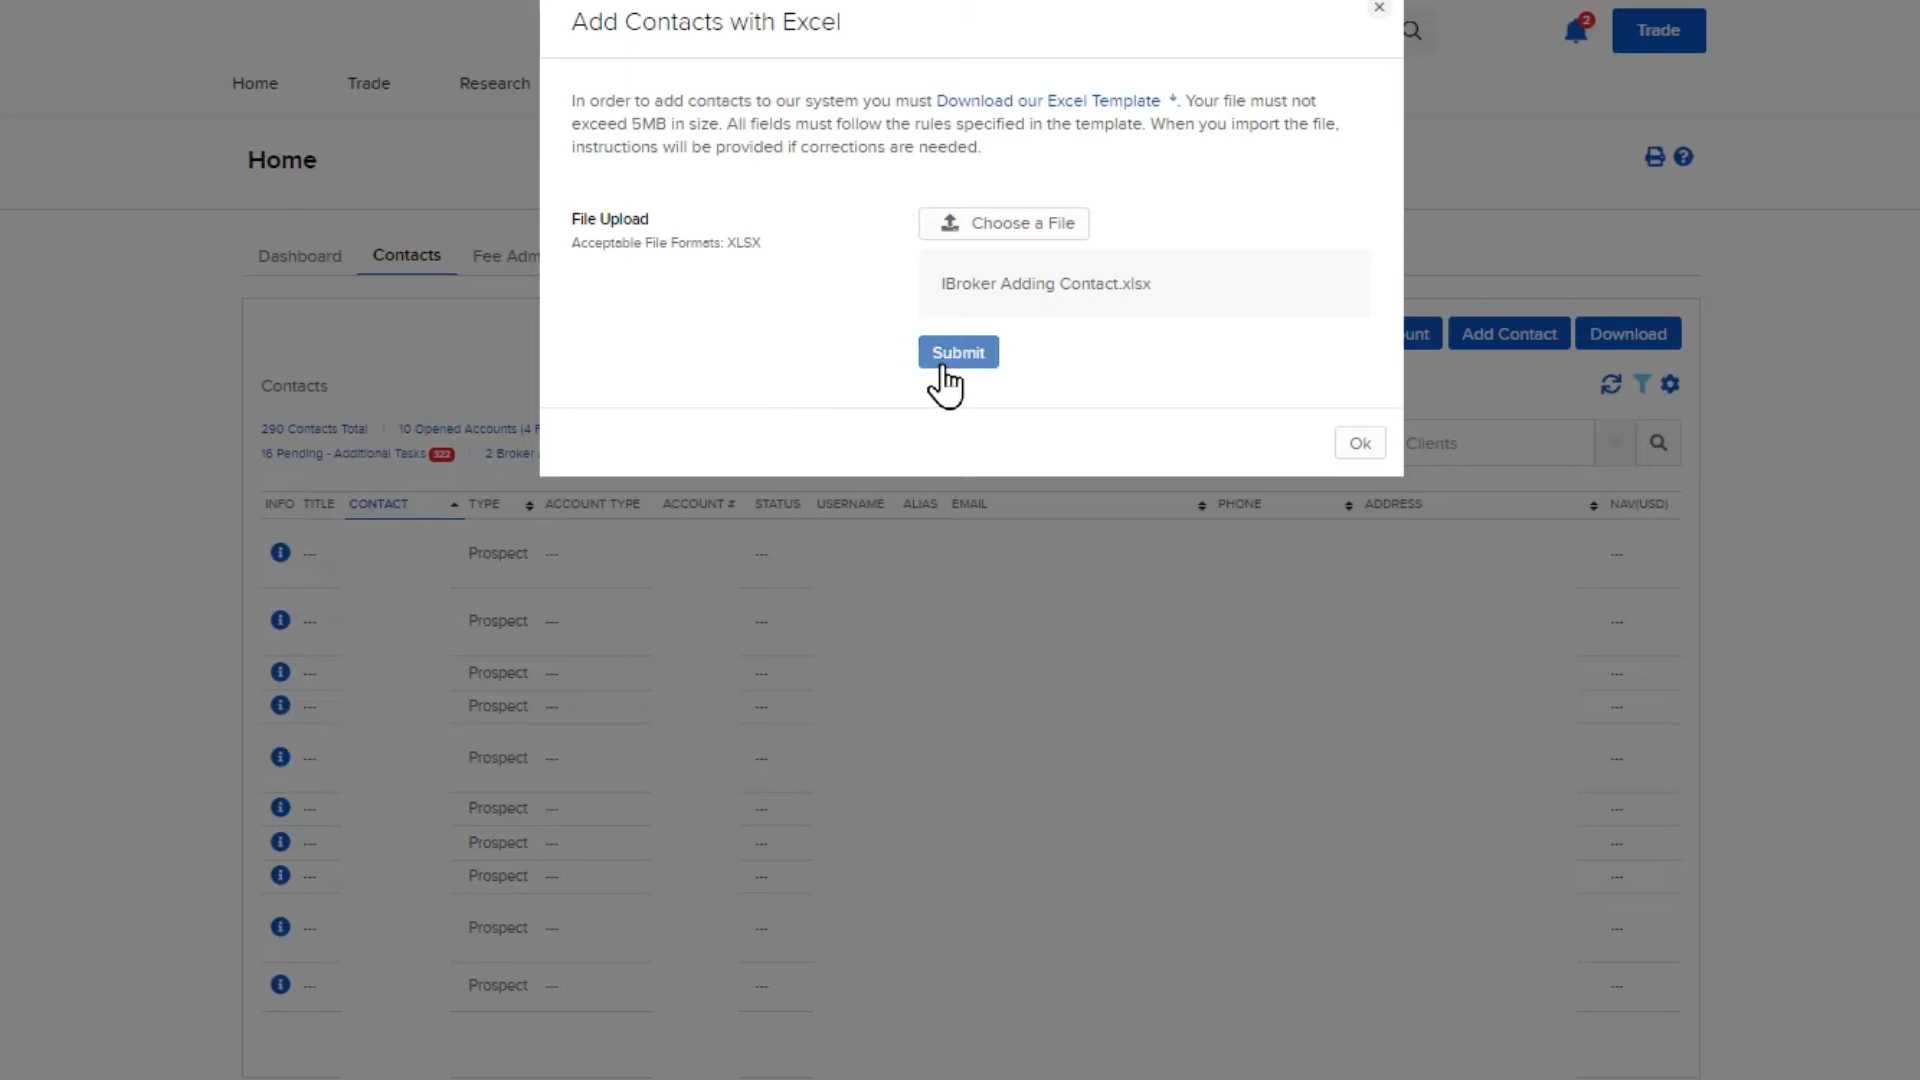 Add Contacts with Excel
×
2
Trade
Home
Trade
Research
In order to add contacts to our system you must Download our Excel Template. Your file must not
exceed 5MB in size. All fields must follow the rules specified in the template. When you import the file,
instructions will be provided if corrections are needed.
Home
File Upload
Acceptable File Formats: XLSX
Choose a File
IBroker Adding Contact.xlsx
Submit
Ok
Dashboard
Contacts
Fee Adm
unt
Add Contact
Download
Contacts
290 Contacts Total
10 Opened Accounts (4
16 Pending - Additional Tasks 322
2 Broker
Clients
INFO TITLE CONTACT TYPE ACCOUNT TYPE ACCOUNT # STATUS USERNAME ALIAS EMAIL PHONE ADDRESS NAV(USD)
--- Prospect --- --- ---
--- Prospect --- --- ---
--- Prospect --- --- ---
--- Prospect --- --- ---
--- Prospect --- --- ---
--- Prospect --- --- ---
--- Prospect --- --- ---
--- Prospect --- --- ---
--- Prospect --- --- ---
--- Prospect --- --- ---